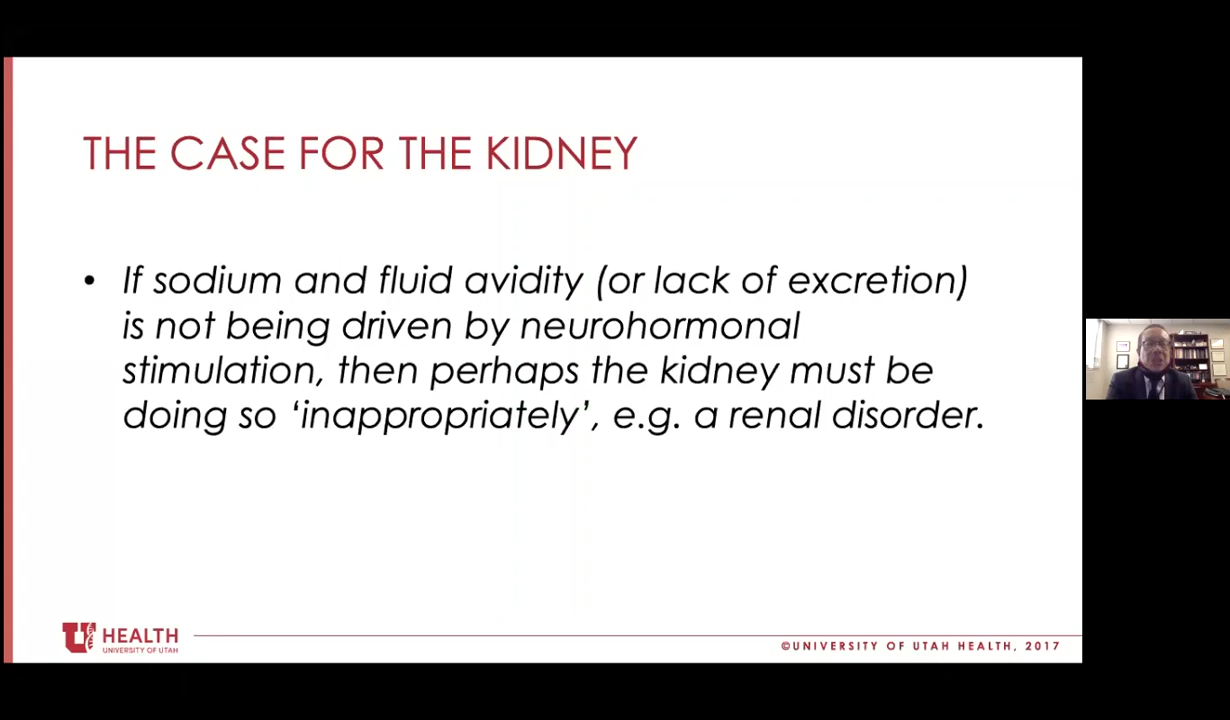 THE CASE FOR THE KIDNEY
• If sodium and fluid avidity (or lack of excretion)
is not being driven by neurohormonal
stimulation, then perhaps the kidney must be
doing so ‘inappropriately’, e.g. a renal disorder.
U HEALTH
UNIVERSITY OF UTAH
©UNIVERSITY OF UTAH HEALTH, 2017